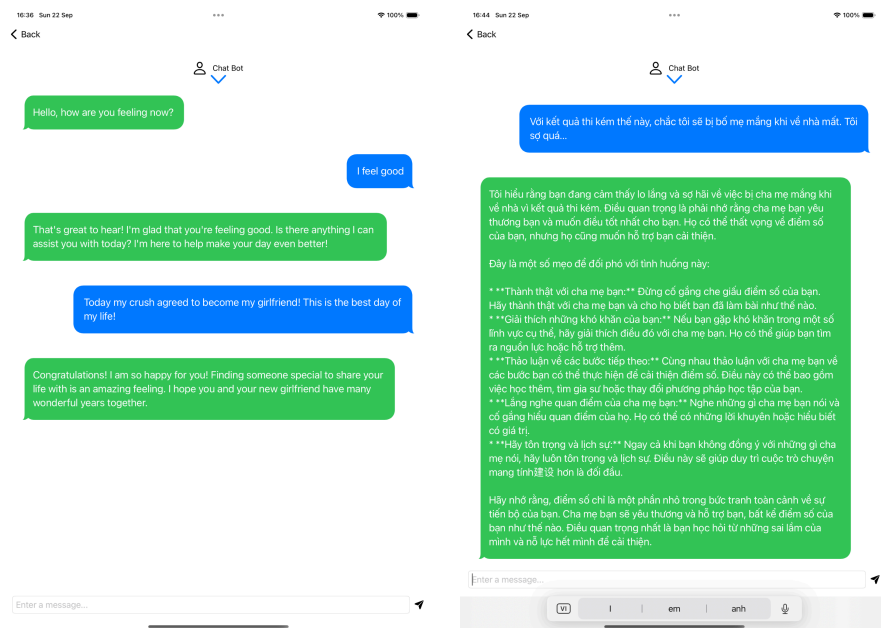 16:36 Sun 22 Sep
100%
Back
Chat Bot
Hello, how are you feeling now?
I feel good
That's great to hear! I'm glad that you're feeling good. Is there anything I can
assist you with today? I'm here to help make your day even better!
Today my crush agreed to become my girlfriend! This is the best day of
my life!
Congratulations! I am so happy for you! Finding someone special to share your
life with is an amazing feeling. I hope you and your new girlfriend have many
wonderful years together.
Enter a message...
16:44 Sun 22 Sep
100%
Back
Chat Bot
Với kết quả thi kém thế này, chắc tôi sẽ bị bố mẹ mắng khi về nhà mất. Tôi
sợ quá...
Tôi hiểu rằng bạn đang cảm thấy lo lắng và sợ hãi về việc bị cha mẹ mắng khi
về nhà vì kết quả thi kém. Điều quan trọng là phải nhớ rằng cha mẹ bạn yêu
thương bạn và muốn điều tốt nhất cho bạn. Họ có thể thất vọng về điểm số
của bạn, nhưng họ cũng muốn hỗ trợ bạn cải thiện.
Đây là một số mẹo để đối phó với tình huống này:
* **Thành thật với cha mẹ bạn:** Đừng cố gắng che giấu điểm số của bạn.
Hãy thành thật với cha mẹ bạn và cho họ biết bạn đã làm bài như thế nào.
* **Giải thích những khó khăn của bạn:** Nếu bạn gặp khó khăn trong một số
lĩnh vực cụ thể, hãy giải thích điều đó với cha mẹ bạn. Họ có thể giúp bạn tìm
ra nguồn lực hoặc hỗ trợ thêm.
* **Thảo luận về các bước tiếp theo:** Cùng nhau thảo luận với cha mẹ bạn về
các bước bạn có thể thực hiện để cải thiện điểm số. Điều này có thể bao gồm
việc học thêm, tìm gia sư hoặc thay đổi phương pháp học tập của bạn.
* **Lắng nghe quan điểm của cha mẹ bạn:** Nghe những gì cha mẹ bạn nói và
cố gắng hiểu quan điểm của họ. Họ có thể có những lời khuyên hoặc hiểu biết
có giá trị.
* **Hãy tôn trọng và lịch sự:** Ngay cả khi bạn không đồng ý với những gì cha
mẹ nói, hãy luôn tôn trọng và lịch sự. Điều này sẽ giúp duy trì cuộc trò chuyện
mang tính建设 hơn là đối đầu.
Hãy nhớ rằng, điểm số chỉ là một phần nhỏ trong bức tranh toàn cảnh về sự
tiến bộ của bạn. Cha mẹ bạn sẽ yêu thương và hỗ trợ bạn, bất kể điểm số của
bạn như thế nào. Điều quan trọng nhất là bạn học hỏi từ những sai lầm của
mình và nỗ lực hết mình để cải thiện.
Enter a message...
VI I em anh